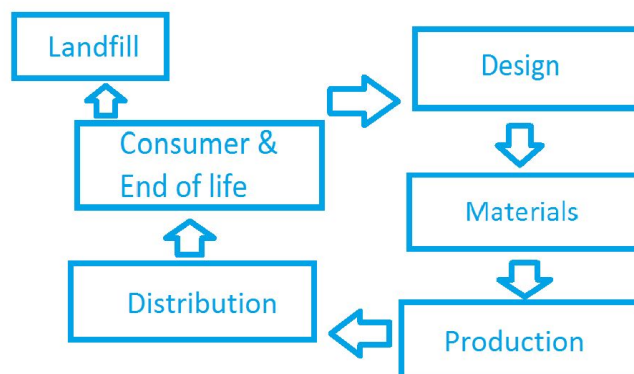 Landfill
Design
Consumer &
End of life
Materials
Distribution
Production